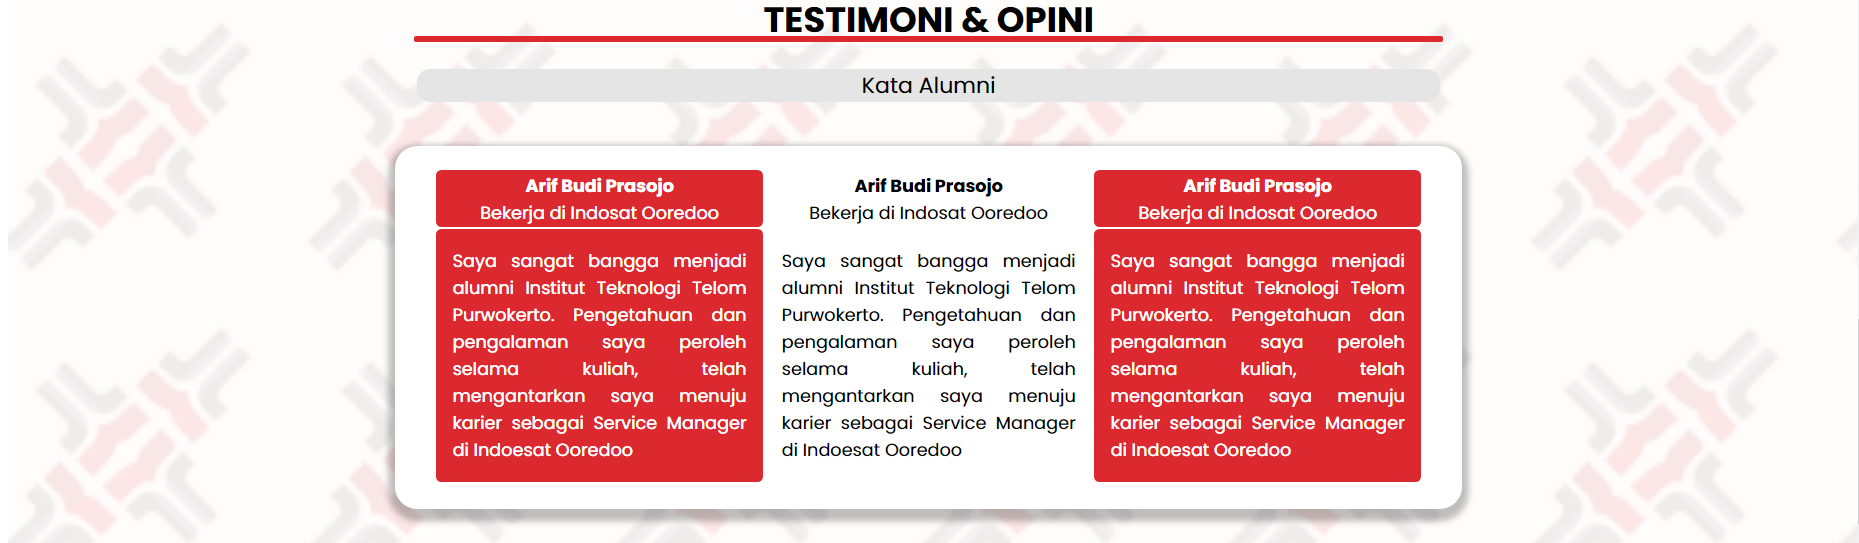 TESTIMONI & OPINI
Kata Alumni
Arif Budi Prasojo
Bekerja di Indosat Ooredoo
Saya sangat bangga menjadi
alumni Institut Teknologi Telom
Purwokerto. Pengetahuan dan
pengalaman saya peroleh
selama kuliah, telah
mengantarkan saya menuju
karier sebagai Service Manager
di Indoesat Ooredoo
Arif Budi Prasojo
Bekerja di Indosat Ooredoo
Saya sangat bangga menjadi
alumni Institut Teknologi Telom
Purwokerto. Pengetahuan dan
pengalaman saya peroleh
selama kuliah, telah
mengantarkan saya menuju
karier sebagai Service Manager
di Indoesat Ooredoo
Arif Budi Prasojo
Bekerja di Indosat Ooredoo
Saya sangat bangga menjadi
alumni Institut Teknologi Telom
Purwokerto. Pengetahuan dan
pengalaman saya peroleh
selama kuliah, telah
mengantarkan saya menuju
karier sebagai Service Manager
di Indoesat Ooredoo